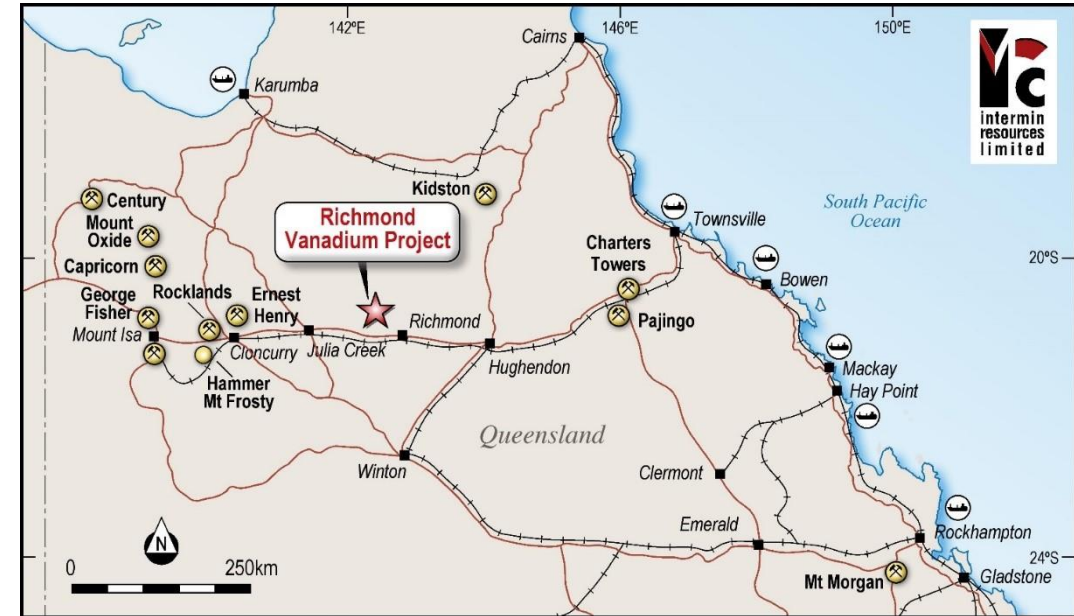 142ºE
146ºE
150ºE
Cairns
intermin
resources
limited
Karumba
Kidston
Century
Richmond
Vanadium Project
South Pacific
Ocean
Townsville
Mount
Oxide
Charters
Towers
20ºS
Capricorn
Bowen
George
Fisher
Rocklands
Ernest
Henry
Richmond
Pajingo
Mount Isa
Cloncurry
Julia Creek
Hughendon
Hammer
Mt Frosty
Mackay
Hay Point
Queensland
Winton
Clermont
Emerald
Rockhampton
N
24ºS
0
250km
Mt Morgan
Gladstone